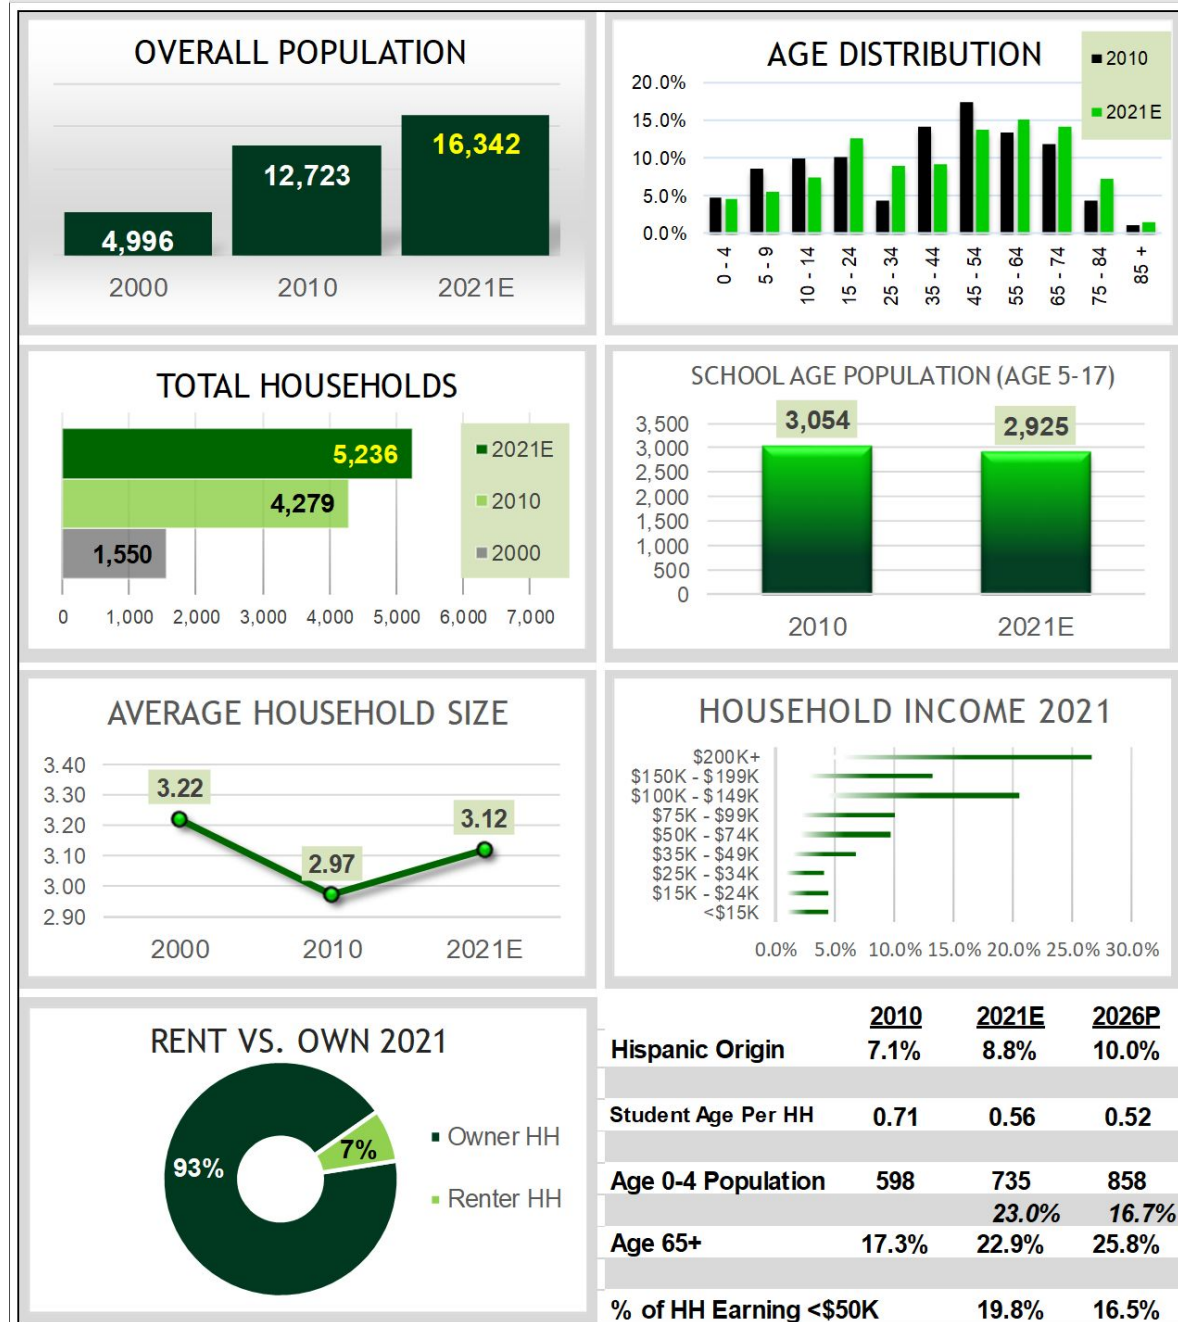 OVERALL POPULATION
16,342
12,723
4,996
2000 2010 2021E
AGE DISTRIBUTION
2010
2021E
20.0%
15.0%
10.0%
5.0%
0.0%
0 - 4
5 - 9
10 - 14
15 - 24
25 - 34
35 - 44
45 - 54
55 - 64
65 - 74
75 - 84
85 +
TOTAL HOUSEHOLDS
5,236
4,279
1,550
2021E
2010
2000
0 1,000 2,000 3,000 4,000 5,000 6,000 7,000
SCHOOL AGE POPULATION (AGE 5-17)
3,054
2,925
3,500
3,000
2,500
2,000
1,500
1,000
500
0
2010 2021E
AVERAGE HOUSEHOLD SIZE
3.40
3.30
3.20
3.10
3.00
2.90
3.22
2.97
3.12
2000 2010 2021E
HOUSEHOLD INCOME 2021
$200K+
$150K - $199K
$100K - $149K
$75K - $99K
$50K - $74K
$35K - $49K
$25K - $34K
$15K - $24K
<$15K
0.0% 5.0% 10.0% 15.0% 20.0% 25.0% 30.0%
RENT VS. OWN 2021
93%
7%
Owner HH
Renter HH
2010 2021E 2026P
Hispanic Origin 7.1% 8.8% 10.0%
Student Age Per HH 0.71 0.56 0.52
Age 0-4 Population 598 735 858
23.0% 16.7%
Age 65+ 17.3% 22.9% 25.8%
% of HH Earning <$50K 19.8% 16.5%